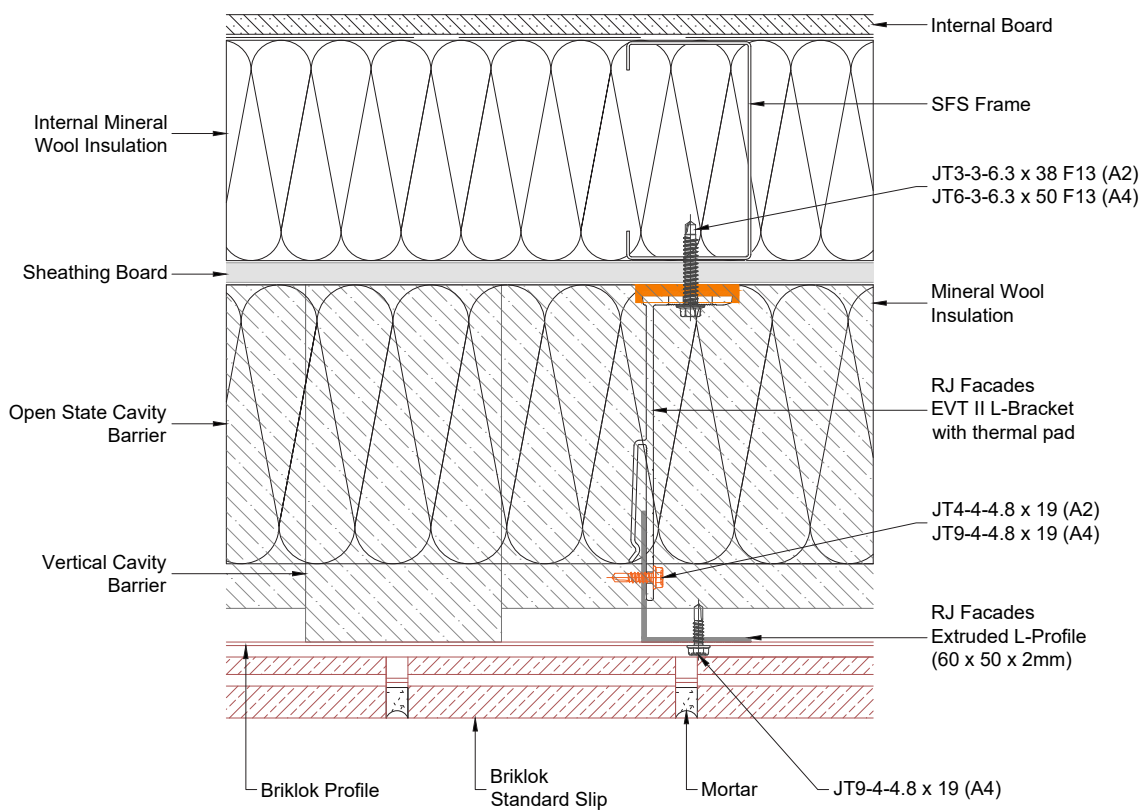 Internal Board
SFS Frame
Internal Mineral
Wool Insulation
JT3-3-6.3 x 38 F13 (A2)
JT6-3-6.3 x 50 F13 (A4)
Sheathing Board
Mineral Wool
Insulation
RJ Facades
EVT II L-Bracket
with thermal pad
Open State Cavity
Barrier
JT4-4-4.8 x 19 (A2)
JT9-4-4.8 x 19 (A4)
Vertical Cavity
Barrier
RJ Facades
Extruded L-Profile
(60 x 50 x 2mm)
Briklok Profile
Briklok
Standard Slip
Mortar
JT9-4-4.8 x 19 (A4)